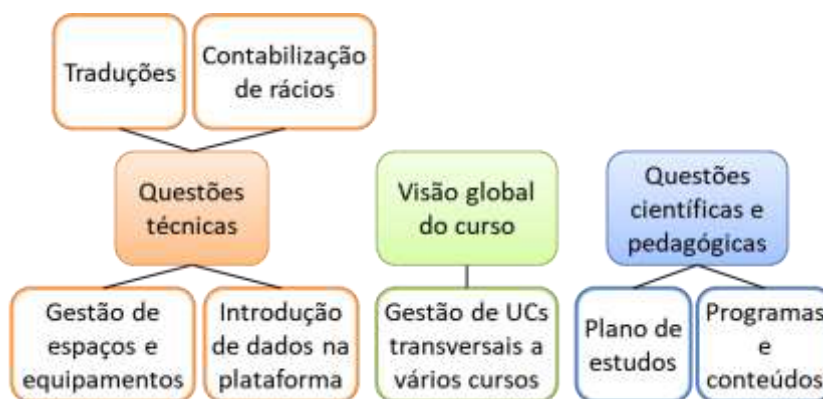 Traduções
Contabilização
de rácios
Questões
técnicas
Visão global
do curso
Questões
científicas e
pedagógicas
Gestão de
espaços e
equipamentos
Introdução
de dados na
plataforma
Gestão de UCs
transversais a
vários cursos
Plano de
estudos
Programas
e
conteúdos